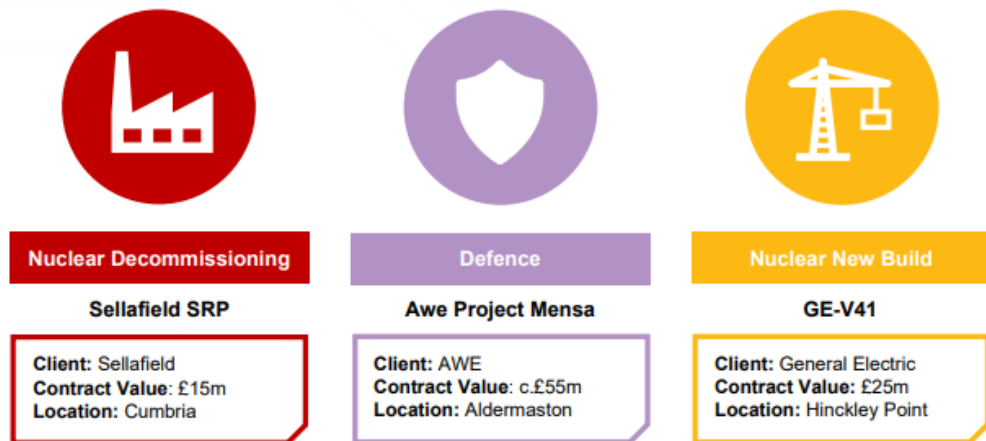 Nuclear Decommissioning
Sellafield SRP
Client: Sellafield
Contract Value: £15m
Location: Cumbria
Defence
Awe Project Mensa
Client: AWE
Contract Value: c.£55m
Location: Aldermaston
Nuclear New Build
GE-V41
Client: General Electric
Contract Value: £25m
Location: Hinckley Point